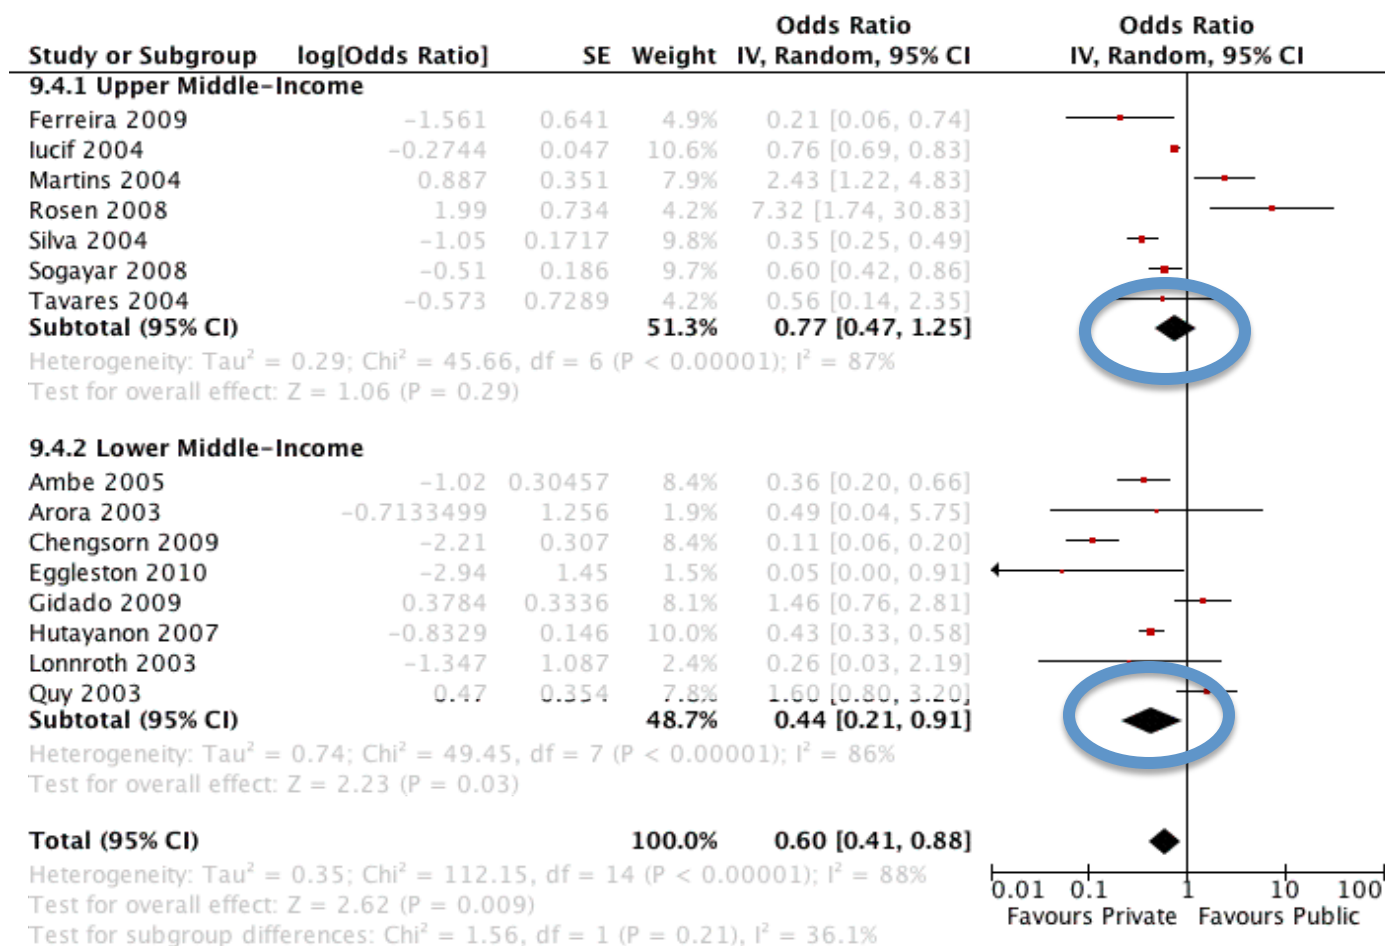 Odds Ratio Odds Ratio
Study or Subgroup log[Odds Ratio] SE Weight IV, Random, 95% CI IV, Random, 95% CI
9.4.1 Upper Middle-Income
Ferreira 2009 -1.561 0.641 4.9% 0.21 [0.06, 0.74]
Iucif 2004 -0.2744 0.047 10.6% 0.76 [0.69, 0.83]
Martins 2004 0.887 0.351 7.9% 2.43 [1.22, 4.83]
Rosen 2008 1.99 0.734 4.2% 7.32 [1.74, 30.83]
Silva 2004 -1.05 0.1717 9.8% 0.35 [0.25, 0.49]
Sogayar 2008 -0.51 0.186 9.7% 0.60 [0.42, 0.86]
Tavares 2004 -0.573 0.7289 4.2% 0.56 [0.14, 2.35]
Subtotal (95% CI) 51.3% 0.77 [0.47, 1.25]
Heterogeneity: Tau² = 0.29; Chi² = 45.66, df = 6 (P < 0.00001); I² = 87%
Test for overall effect: Z = 1.06 (P = 0.29)
9.4.2 Lower Middle-Income
Ambe 2005 -1.02 0.30457 8.4% 0.36 [0.20, 0.66]
Arora 2003 -0.7133499 1.256 1.9% 0.49 [0.04, 5.75]
Chengsorn 2009 -2.21 0.307 8.4% 0.11 [0.06, 0.20]
Eggleston 2010 -2.94 1.45 1.5% 0.05 [0.00, 0.91]
Gidado 2009 0.3784 0.3336 8.1% 1.46 [0.76, 2.81]
Hutayanon 2007 -0.8329 0.146 10.0% 0.43 [0.33, 0.58]
Lonnroth 2003 -1.347 1.087 2.4% 0.26 [0.03, 2.19]
Quy 2003 0.47 0.354 7.8% 1.60 [0.80, 3.20]
Subtotal (95% CI) 48.7% 0.44 [0.21, 0.91]
Heterogeneity: Tau² = 0.74; Chi² = 49.45, df = 7 (P < 0.00001); I² = 86%
Test for overall effect: Z = 2.23 (P = 0.03)
Total (95% CI) 100.0% 0.60 [0.41, 0.88]
Heterogeneity: Tau² = 0.35; Chi² = 112.15, df = 14 (P < 0.00001); I² = 88%
Test for overall effect: Z = 2.62 (P = 0.009)
Test for subgroup differences: Chi² = 1.56, df = 1 (P = 0.21), I² = 36.1%
0.01 0.1 1 10 100
Favours Private Favours Public